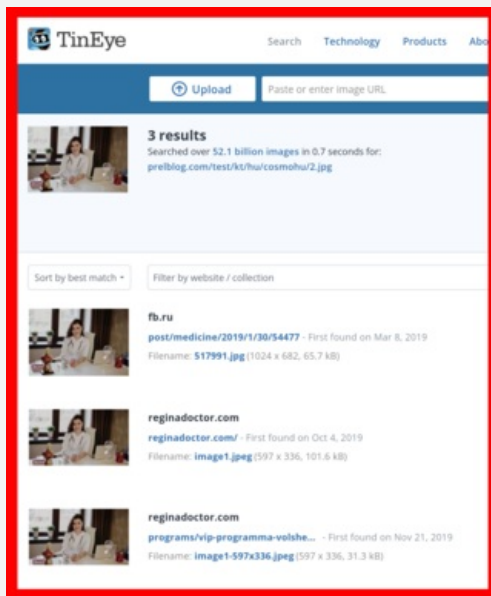 TinEye
Search Technology Products Abo
Upload
Paste or enter image URL
3 results
Searched over 52.1 billion images in 0.7 seconds for:
prelblog.com/test/kt/hu/cosmohu/2.jpg
Sort by best match
Filter by website / collection
fb.ru
post/medicine/2019/1/30/54477 - First found on Mar 8, 2019
Filename: 517991.jpg (1024 x 682, 65.7 kB)
reginadoctor.com
reginadoctor.com/ - First found on Oct 4, 2019
Filename: image1.jpeg (597 x 336, 101.6 kB)
reginadoctor.com
programs/vip-programma-volshe... - First found on Nov 21, 2019
Filename: image1-597x336.jpeg (597 x 336, 31.3 kB)